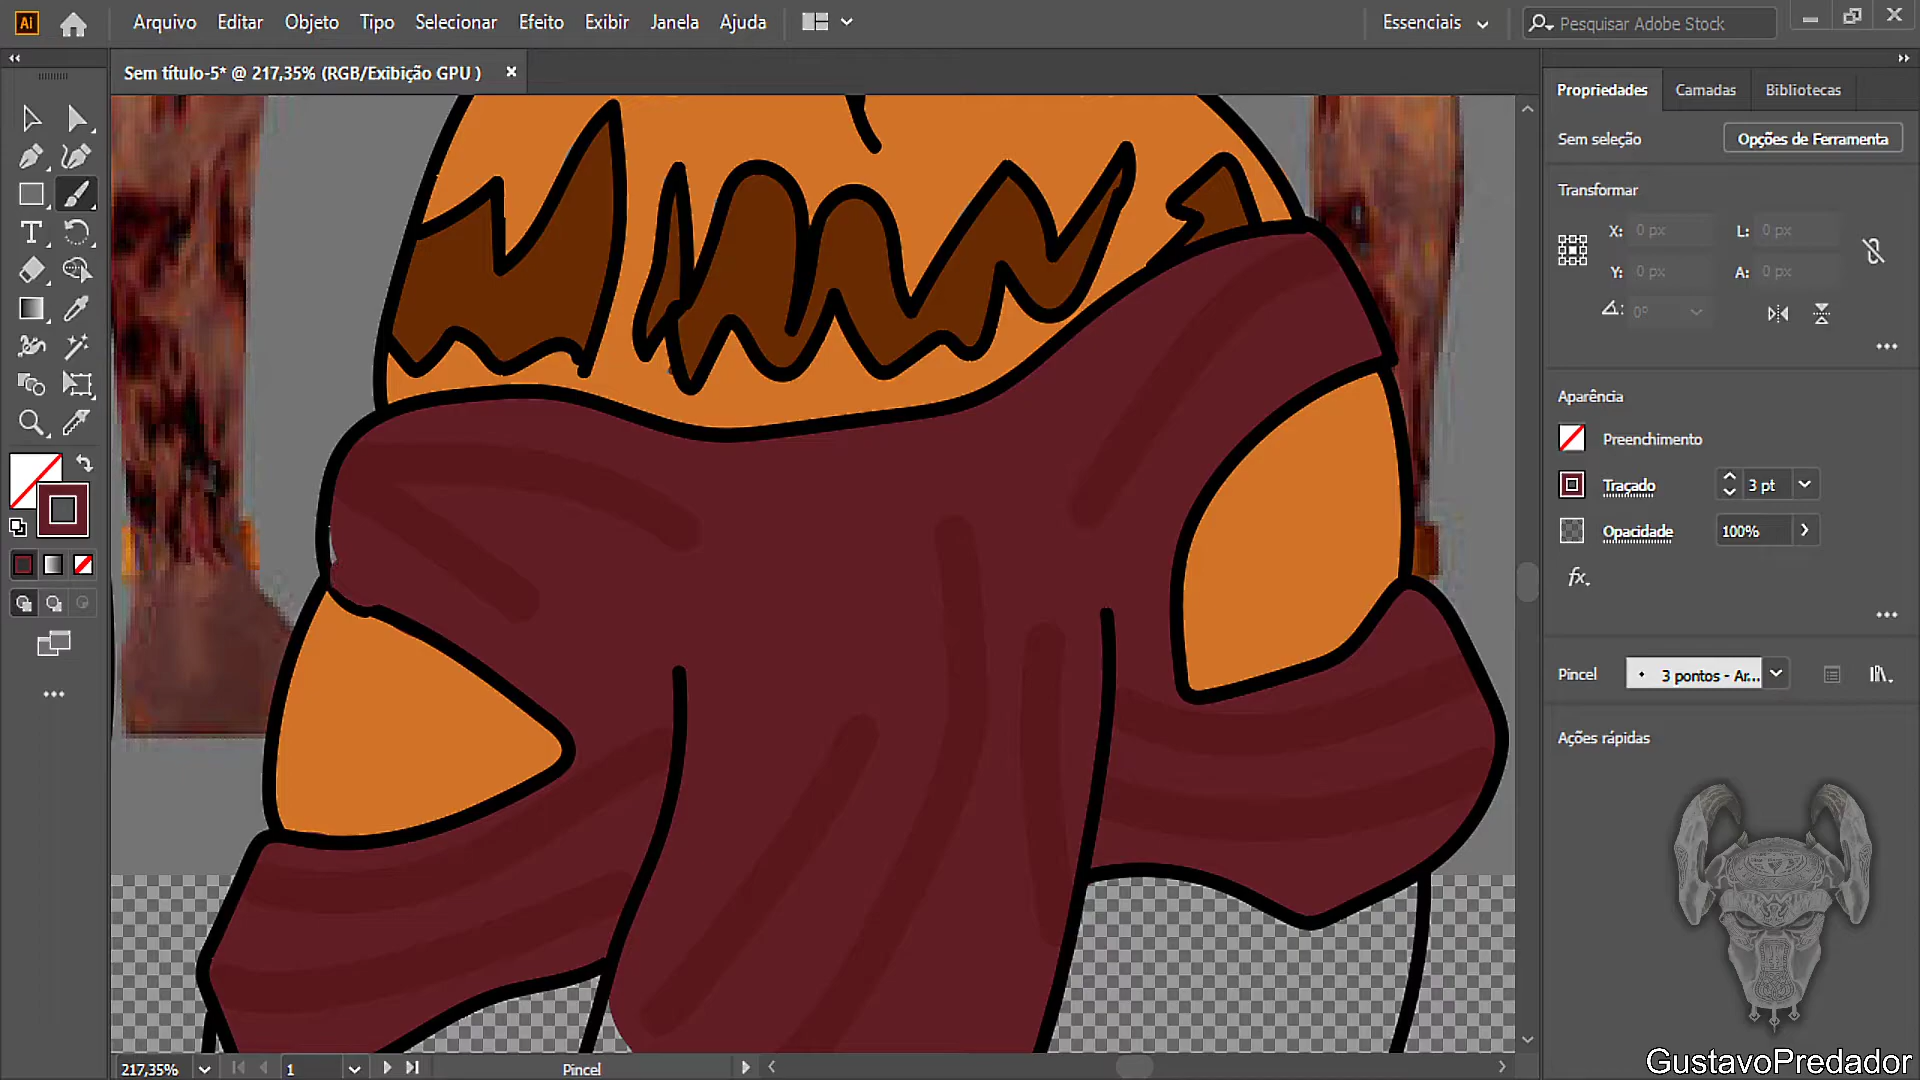 Ai Arquivo Editar Objeto Tipo Selecionar Efeito Exibir Janela Ajuda Essenciais Pesquisar Adobe Stock
Sem título-5* @ 217,35% (RGB/Exibição GPU )
Propriedades Camadas Bibliotecas
Sem seleção Opções de Ferramenta
Transformar
X: 0 px L: 0 px
Y: 0 px A: 0 px
0°
Aparência
Preenchimento
Traçado 3 pt
Opacidade 100%
fx.
Pincel 3 pontos - Ar...
Ações rápidas
T
217,35% 1 Pincel
GustavoPredador